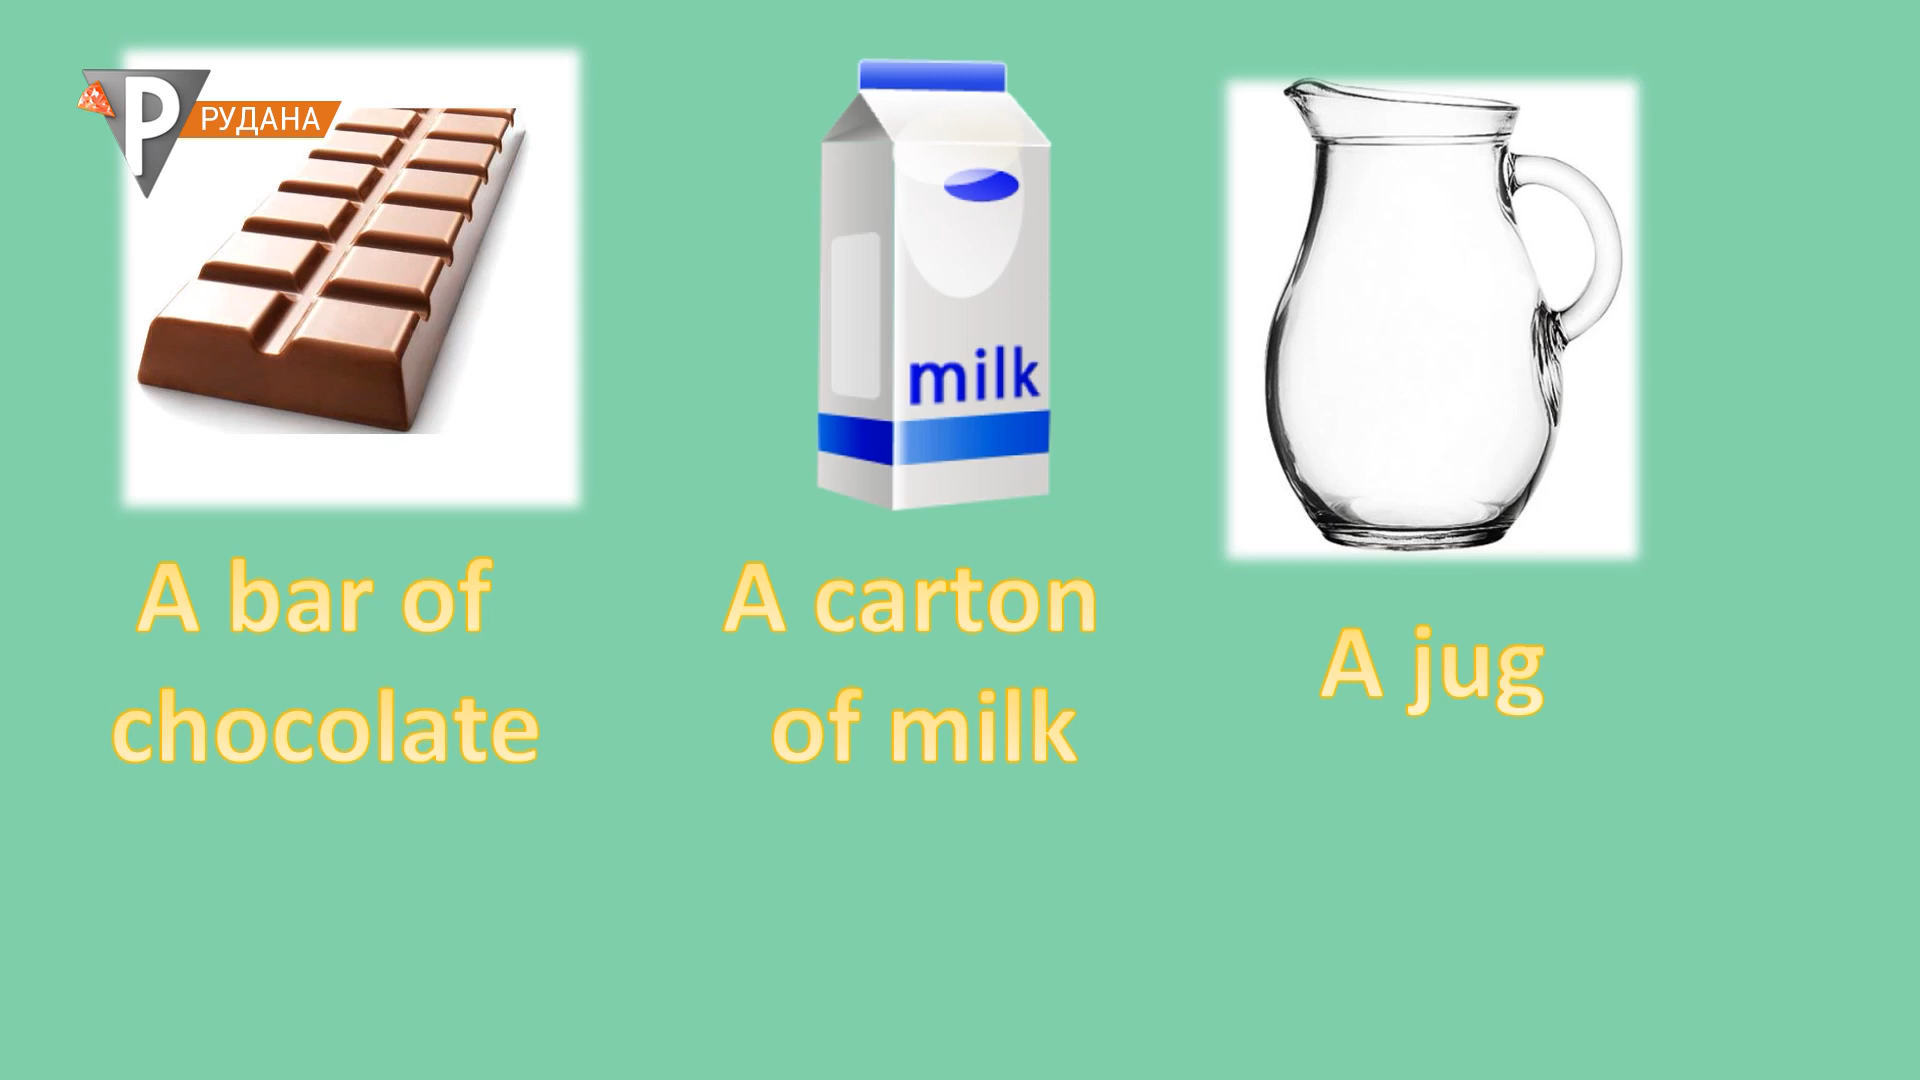 Р РУДАНА
milk
A bar of
chocolate
A carton
of milk
A jug